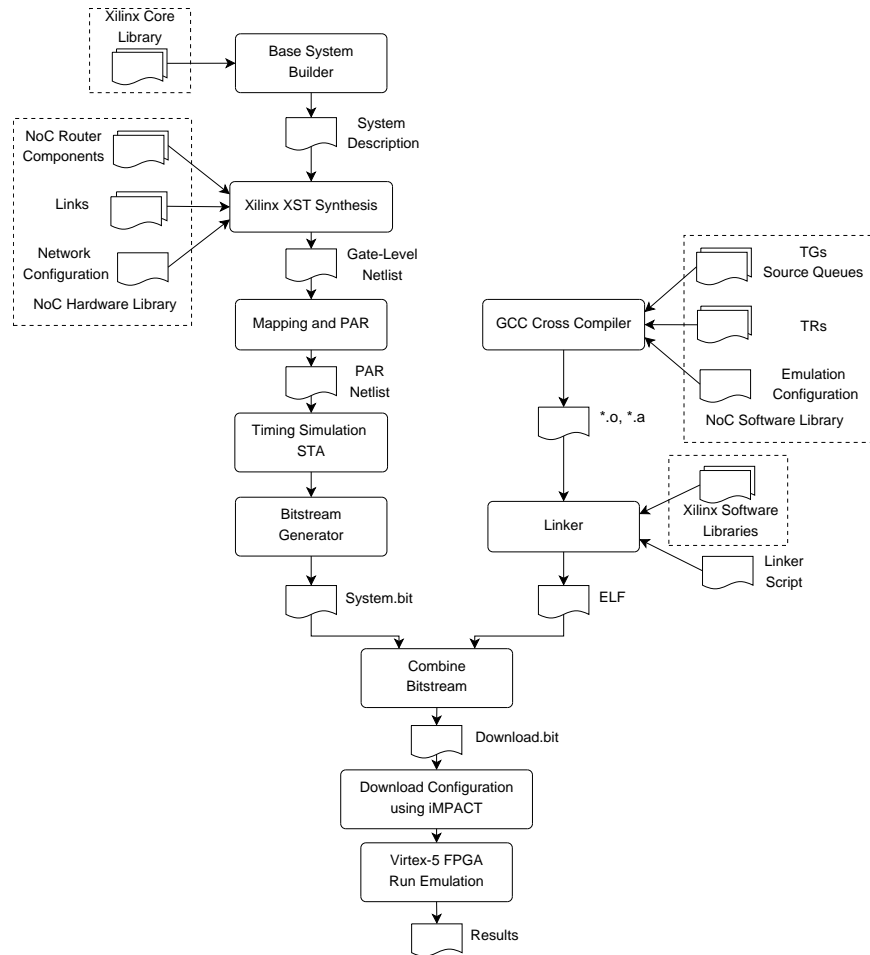 Xilinx Core
Library
Base System
Builder
System
Description
NoC Router
Components
Links
Network
Configuration
NoC Hardware Library
Xilinx XST Synthesis
Gate-Level
Netlist
Mapping and PAR
PAR
Netlist
Timing Simulation
STA
Bitstream
Generator
System.bit
TGs
Source Queues
TRs
Emulation
Configuration
NoC Software Library
GCC Cross Compiler
*.o, *.a
Xilinx Software
Libraries
Linker
Linker
Script
ELF
Combine
Bitstream
Download.bit
Download Configuration
using iMPACT
Virtex-5 FPGA
Run Emulation
Results